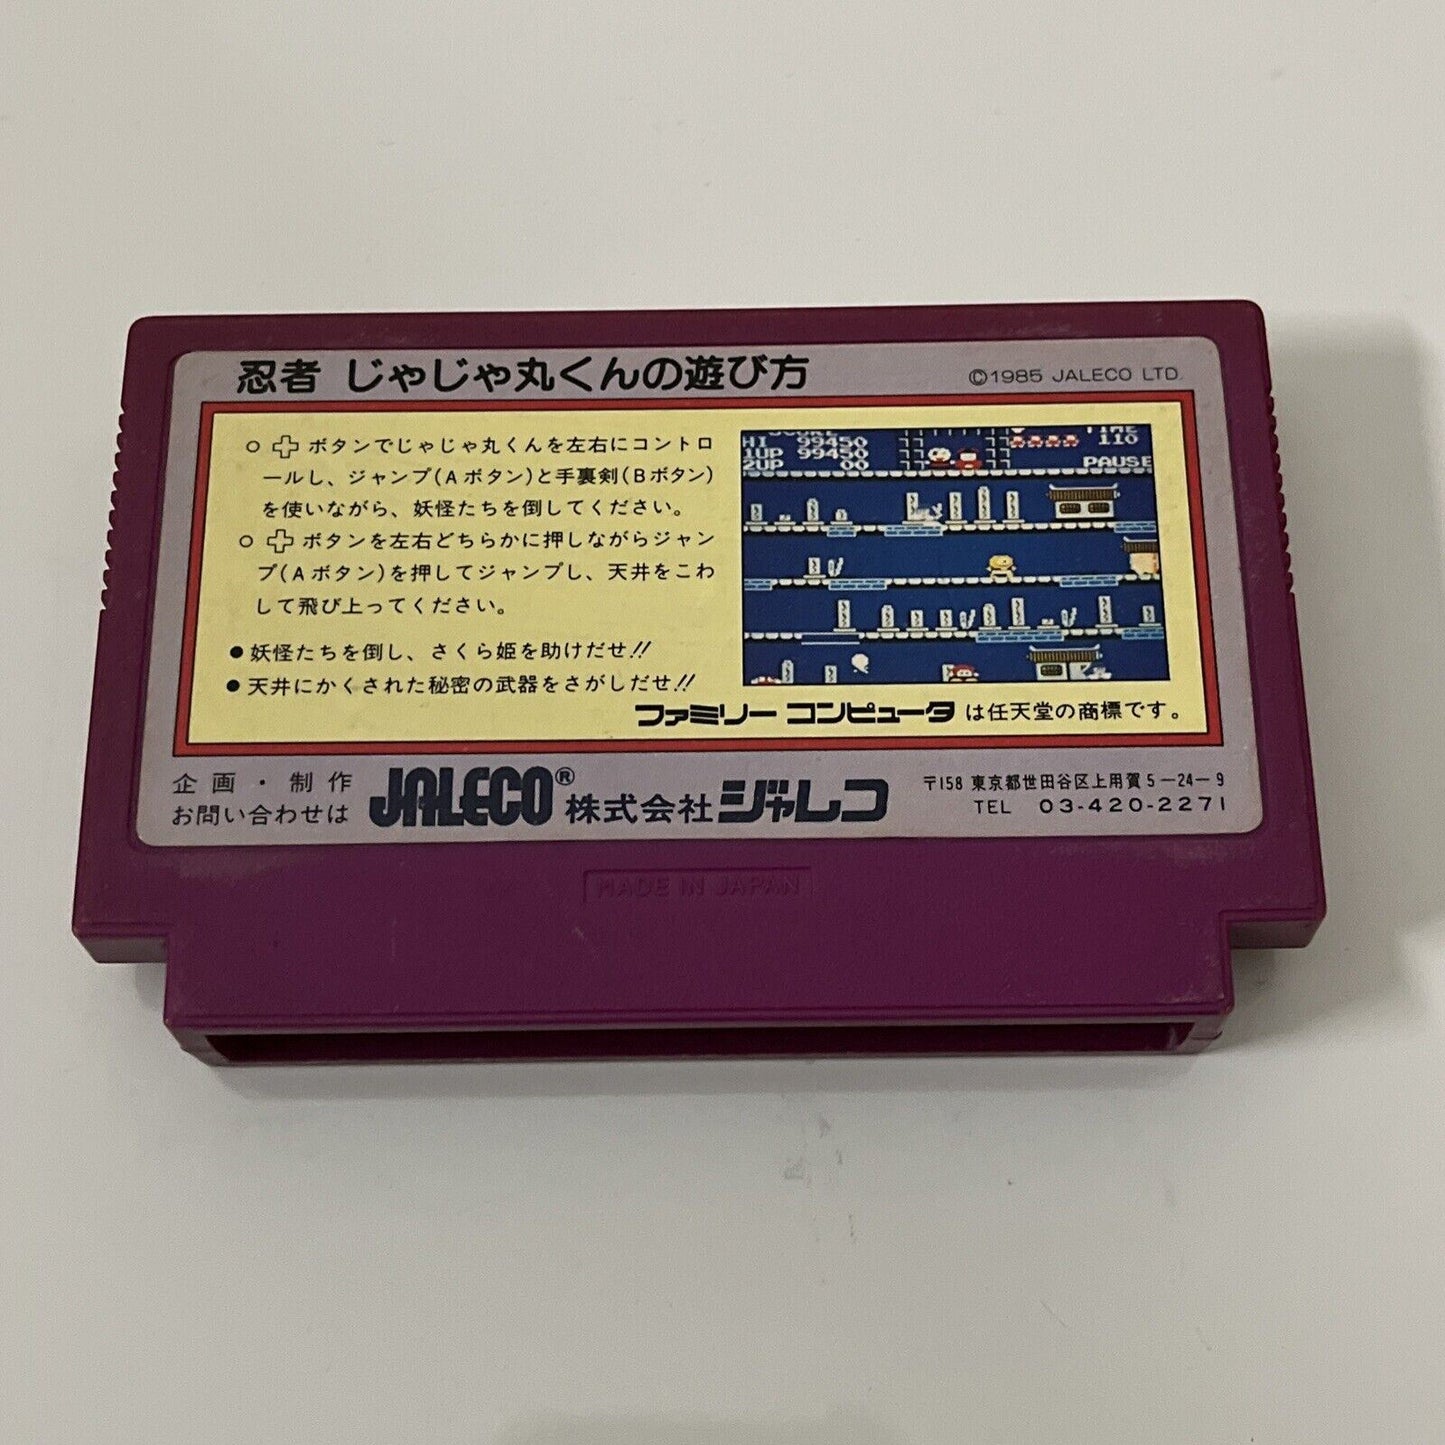 忍者 じゃじゃ丸くんの遊び方
©1985 JALECO LTD.
○ ボタンでじゃじゃ丸くんを左右にコントロ
ールし、ジャンプ(Aボタン)と手裏剣(Bボタン)
を使いながら、妖怪たちを倒してください。
○ ボタンを左右どちらかに押しながらジャン
プ(Aボタン)を押してジャンプし、天井をこわ
して飛び上ってください。
●妖怪たちを倒し、さくら姫を助けだせ!!
●天井にかくされた秘密の武器をさがしだせ!!
SCORE
HI 99450
1UP 99450
2UP 00
TIME
110
PAUSE
ファミリー コンピュータは任天堂の商標です。
企画・制作
お問い合わせは
JALECO® 株式会社ジャレコ
〒158 東京都世田谷区上用賀5-24-9
TEL 03-420-2271
MADE IN JAPAN